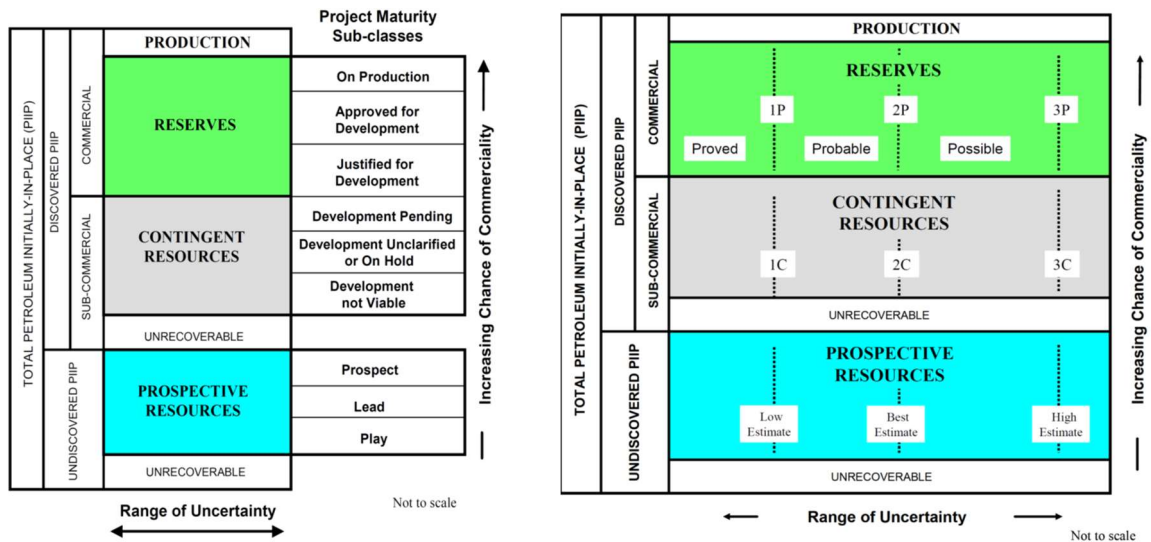 Project Maturity
Sub-classes
PRODUCTION
TOTAL PETROLEUM INITIALLY-IN-PLACE (PIIP)
DISCOVERED PIIP
COMMERCIAL
RESERVES
On Production
Approved for
Development
Justified for
Development
SUB-COMMERCIAL
CONTINGENT
RESOURCES
Development Pending
Development Unclarified
or On Hold
Development
not Viable
UNRECOVERABLE
UNDISCOVERED PIIP
PROSPECTIVE
RESOURCES
Prospect
Lead
Play
UNRECOVERABLE
Increasing Chance of Commerciality
Range of Uncertainty
Not to scale
PRODUCTION
TOTAL PETROLEUM INITIALLY-IN-PLACE (PIIP)
DISCOVERED PIIP
COMMERCIAL
RESERVES
1P
2P
3P
Proved
Probable
Possible
SUB-COMMERCIAL
CONTINGENT
RESOURCES
1C
2C
3C
UNRECOVERABLE
UNDISCOVERED PIIP
PROSPECTIVE
RESOURCES
Low
Estimate
Best
Estimate
High
Estimate
UNRECOVERABLE
Increasing Chance of Commerciality
Range of Uncertainty
Not to scale